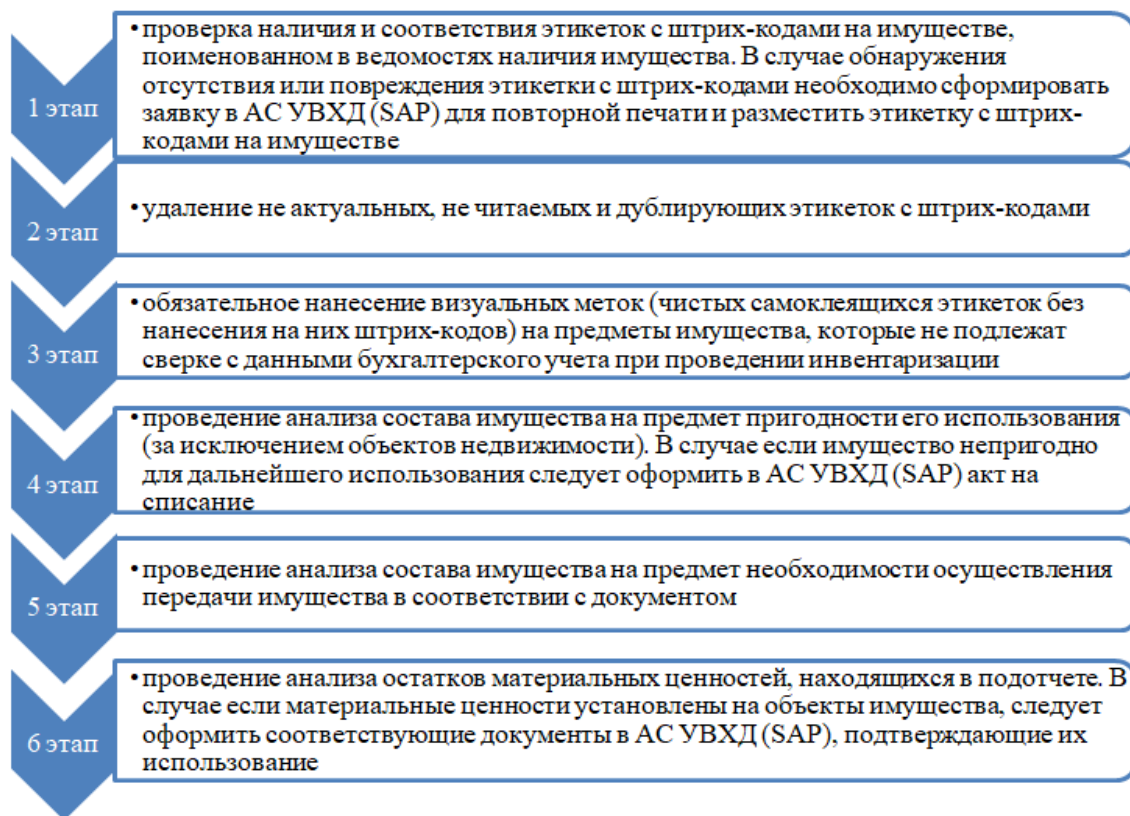 • проверка наличия и соответствия этикеток с штрих-кодами на имуществе,
поименованном в ведомостях наличия имущества. В случае обнаружения
отсутствия или повреждения этикетки с штрих-кодами необходимо сформировать
1 этап
заявку в АС УВХД (SAP) для повторной печати и разместить этикетку с штрих-
кодами на имуществе
• удаление не актуальных, не читаемых и дублирующих этикеток с штрих-кодами
2 этап
• обязательное нанесение визуальных меток (чистых самоклеящихся этикеток без
нанесения на них штрих-кодов) на предметы имущества, которые не подлежат
3 этап
сверке с данными бухгалтерского учета при проведении инвентаризации
• проведение анализа состава имущества на предмет пригодности его использования
(за исключением объектов недвижимости). В случае если имущество непригодно
4 этап
для дальнейшего использования следует оформить в АС УВХД (SAP) акт на
списание
• проведение анализа состава имущества на предмет необходимости осуществления
5 этап
передачи имущества в соответствии с документом
• проведение анализа остатков материальных ценностей, находящихся в подотчете. В
случае если материальные ценности установлены на объекты имущества, следует
6 этап
оформить соответствующие документы в АС УВХД (SAP), подтверждающие их
использование